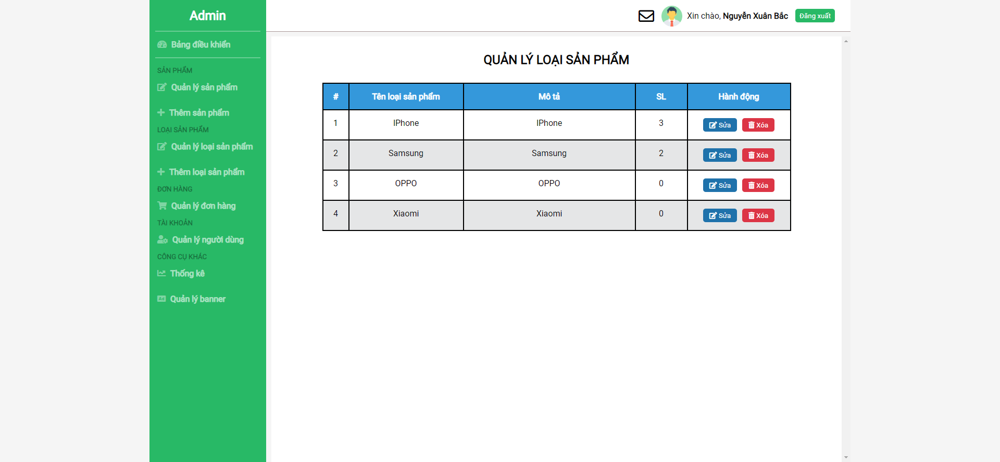 Admin
Xin chào, Nguyễn Xuân Bắc
Đăng xuất
Bảng điều khiển
SẢN PHẨM
Quản lý sản phẩm
Thêm sản phẩm
LOẠI SẢN PHẨM
Quản lý loại sản phẩm
Thêm loại sản phẩm
ĐƠN HÀNG
Quản lý đơn hàng
TÀI KHOẢN
Quản lý người dùng
CÔNG CỤ KHÁC
Thống kê
Ad Quản lý banner
QUẢN LÝ LOẠI SẢN PHẨM
# Tên loại sản phẩm Mô tả SL Hành động
1 IPhone IPhone 3 Sửa Xóa
2 Samsung Samsung 2 Sửa Xóa
3 OPPO OPPO 0 Sửa Xóa
4 Xiaomi Xiaomi 0 Sửa Xóa